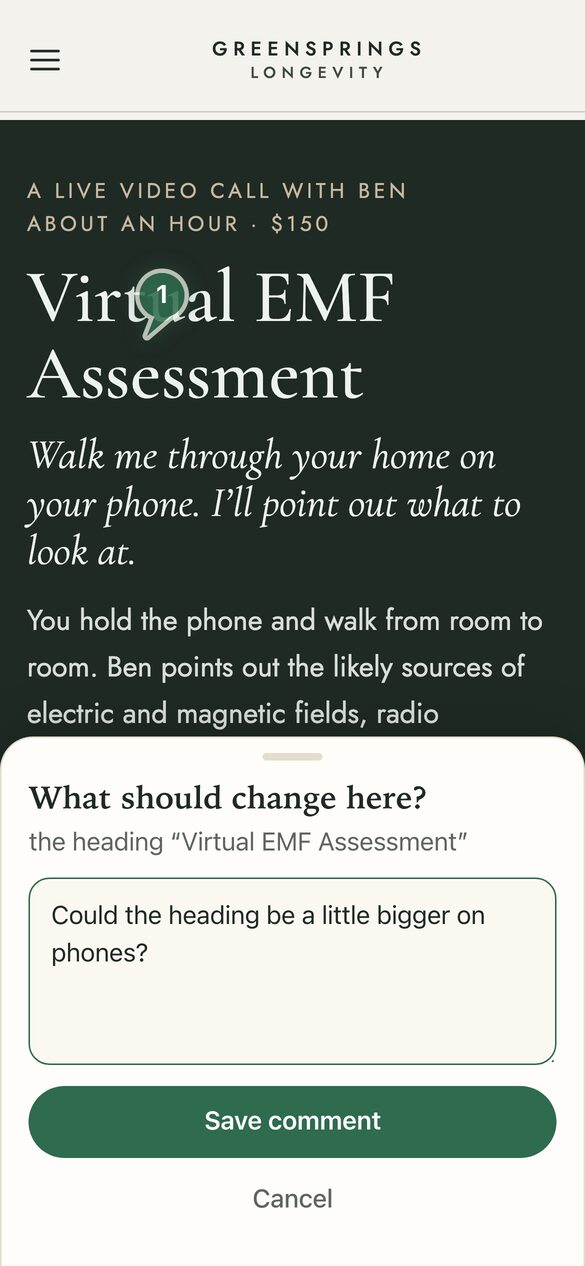 GREENSPRINGS
LONGEVITY
A LIVE VIDEO CALL WITH BEN
ABOUT AN HOUR · $150
Virtual EMF
1
Assessment
Walk me through your home on
your phone. I’ll point out what to
look at.
You hold the phone and walk from room to
room. Ben points out the likely sources of
electric and magnetic fields, radio
What should change here?
the heading “Virtual EMF Assessment”
Could the heading be a little bigger on
phones?
Save comment
Cancel